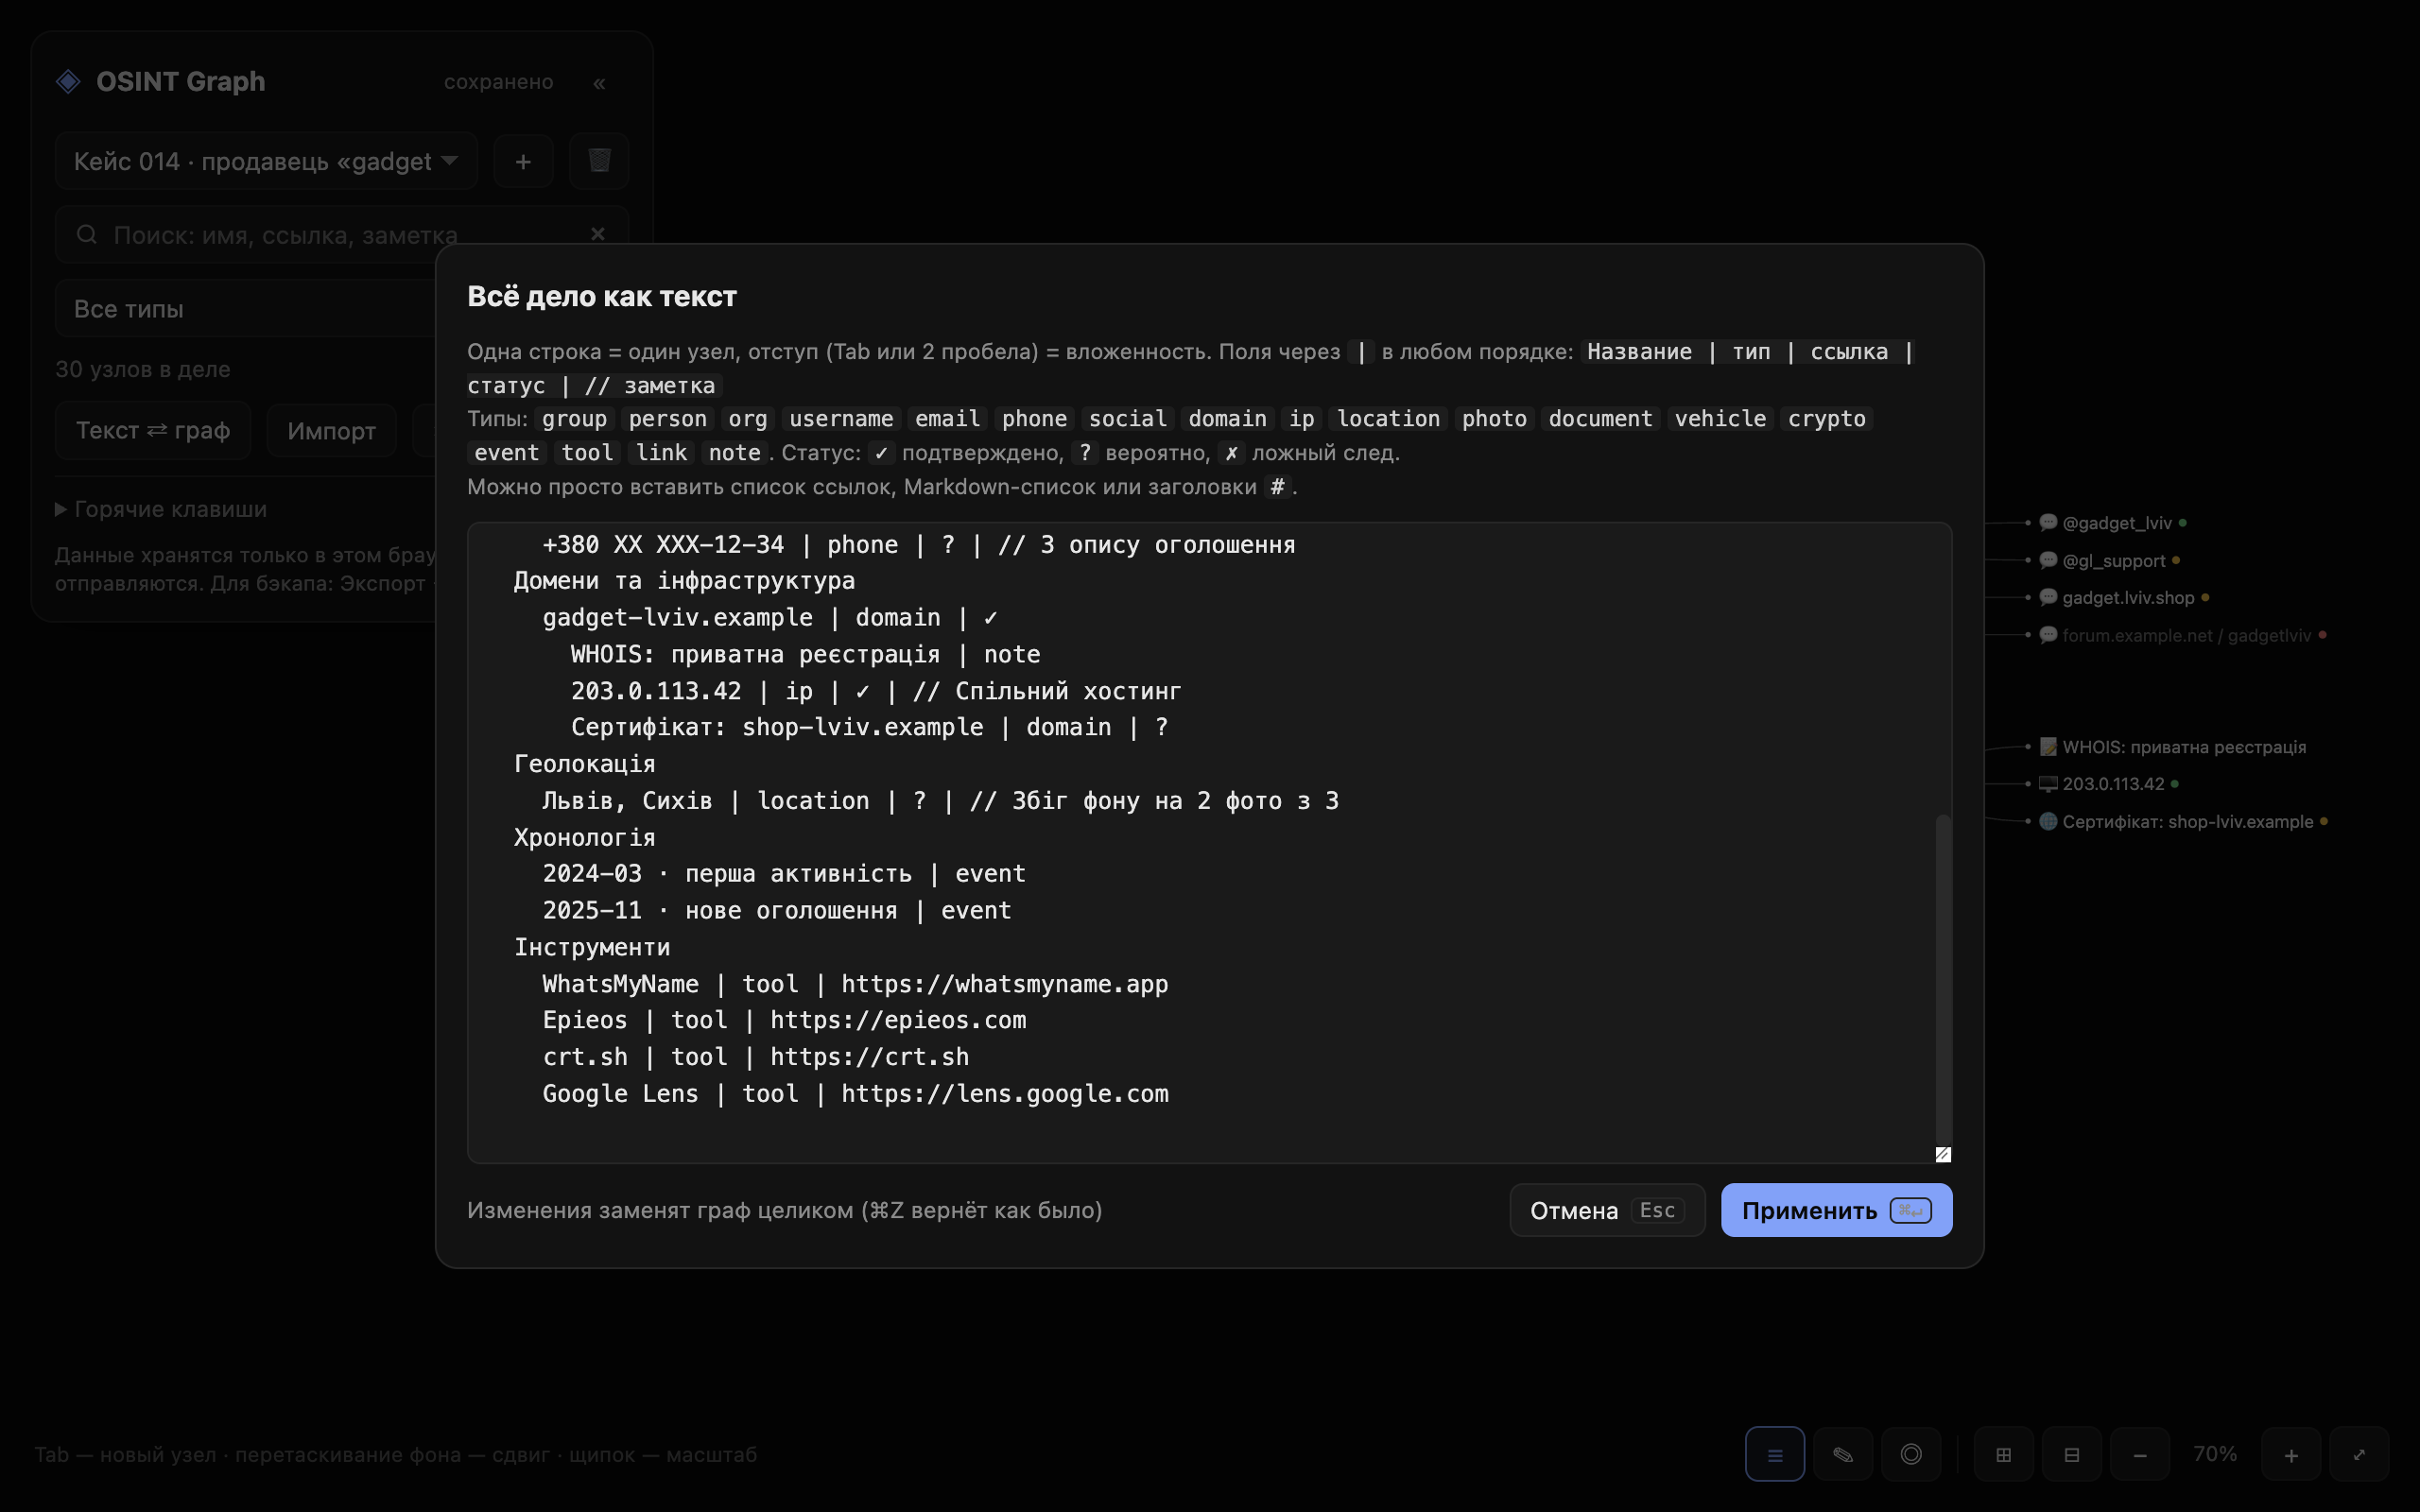 OSINT Graph
сохранено
«
Кейс 014 · продавець «gadget
+
Поиск: имя, ссылка, заметка
×
Все типы
30 узлов в деле
Текст ⇄ граф
Импорт
Горячие клавиши
Данные хранятся только в этом брау
отправляются. Для бэкапа: Экспорт
Всё дело как текст
Одна строка = один узел, отступ (Tab или 2 пробела) = вложенность. Поля через | в любом порядке: Название | тип | ссылка |
статус | // заметка
Типы: group person org username email phone social domain ip location photo document vehicle crypto
event tool link note. Статус: ✓ подтверждено, ? вероятно, ✗ ложный след.
Можно просто вставить список ссылок, Markdown-список или заголовки #.
+380 XX XXX-12-34 | phone | ? | // З опису оголошення
Домени та інфраструктура
gadget-lviv.example | domain | ✓
WHOIS: приватна реєстрація | note
203.0.113.42 | ip | ✓ | // Спільний хостинг
Сертифікат: shop-lviv.example | domain | ?
Геолокація
Львів, Сихів | location | ? | // Збіг фону на 2 фото з 3
Хронологія
2024-03 · перша активність | event
2025-11 · нове оголошення | event
Інструменти
WhatsMyName | tool | https://whatsmyname.app
Epieos | tool | https://epieos.com
crt.sh | tool | https://crt.sh
Google Lens | tool | https://lens.google.com
Изменения заменят граф целиком (⌘Z вернёт как было)
Отмена Esc
Применить ⌘↵
@gadget_lviv
@gl_support
gadget.lviv.shop
forum.example.net / gadgetlviv
WHOIS: приватна реєстрація
203.0.113.42
Сертифікат: shop-lviv.example
Tab — новый узел · перетаскивание фона — сдвиг · щипок — масштаб
− 70% +